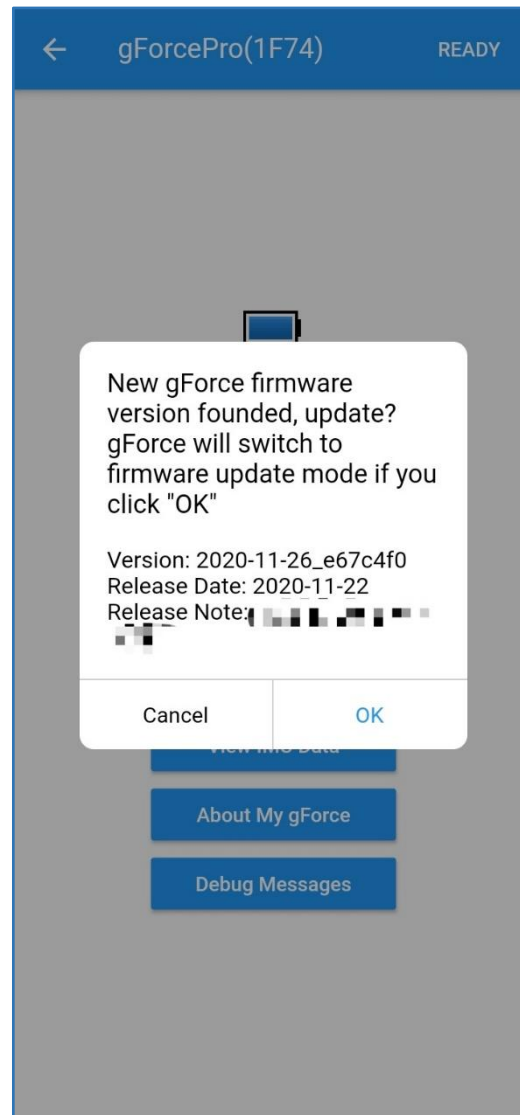 ← gForcePro(1F74) READY
New gForce firmware
version founded, update?
gForce will switch to
firmware update mode if you
click "OK"
Version: 2020-11-26_e67c4f0
Release Date: 2020-11-22
Release Note:
Cancel OK
About My gForce
Debug Messages